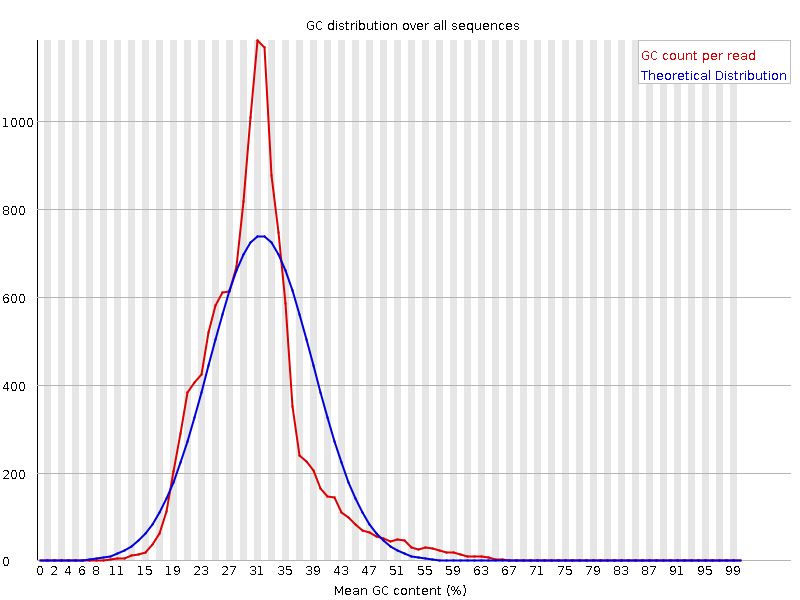 GC distribution over all sequences
GC count per read
Theoretical Distribution
1000
800
600
400
200
0
0 2 4 6 8 11 15 19 23 27 31 35 39 43 47 51 55 59 63 67 71 75 79 83 87 91 95 99
Mean GC content (%)